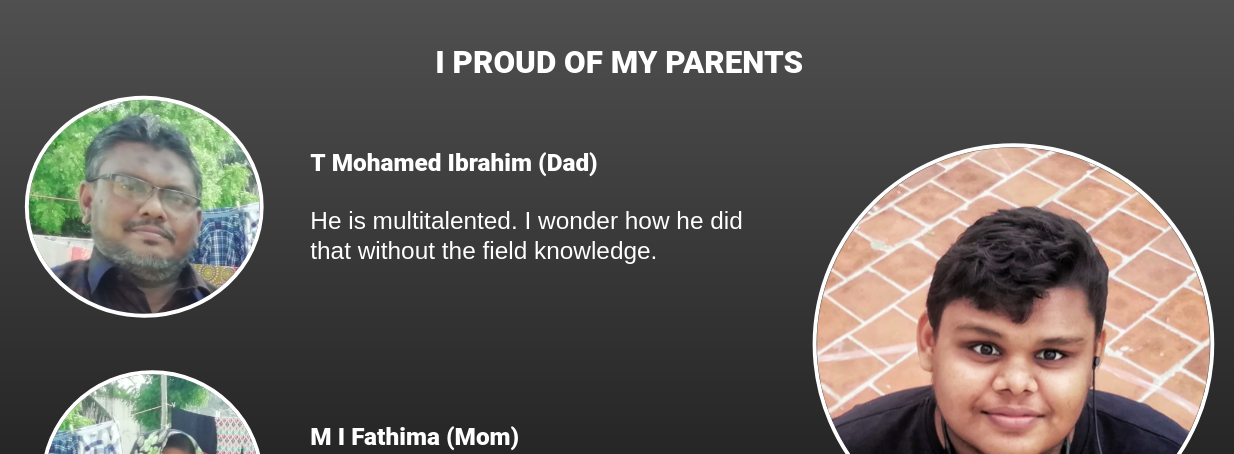 I PROUD OF MY PARENTS
T Mohamed Ibrahim (Dad)
He is multitalented. I wonder how he did
that without the field knowledge.
M I Fathima (Mom)